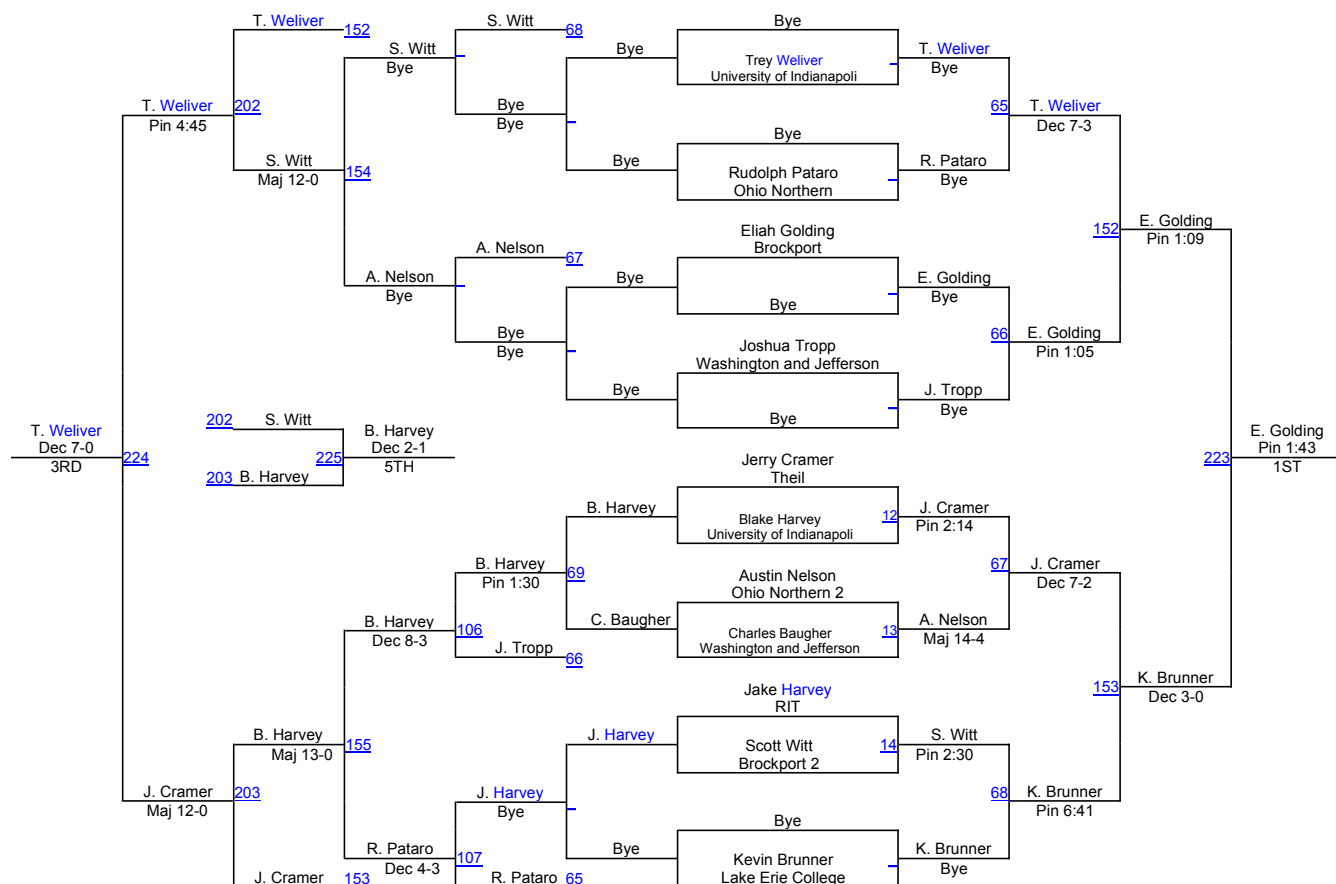 T. Weliver 152 S. Witt 68 Bye
S. Witt Bye T. Weliver
Bye Trey Weliver Bye
University of Indianapoli
T. Weliver 202 Bye 65 T. Weliver
Pin 4:45 Bye Dec 7-3
Bye
S. Witt 154 Bye Rudolph Pataro R. Pataro
Maj 12-0 Ohio Northern Bye
E. Golding
152 Pin 1:09
Eliah Golding
A. Nelson 67 Brockport
A. Nelson Bye E. Golding
Bye Bye Bye
Bye 66 E. Golding
Bye Pin 1:05
Joshua Tropp
Washington and Jefferson
Bye J. Tropp
Bye Bye
202 S. Witt
T. Weliver B. Harvey E. Golding
Dec 7-0 224 225 Dec 2-1 223 Pin 1:43
3RD 5TH 1ST
203 B. Harvey
Jerry Cramer
Theil
B. Harvey Blake Harvey 12 J. Cramer
University of Indianapoli Pin 2:14
B. Harvey 69 67 J. Cramer
Pin 1:30 Dec 7-2
Austin Nelson
Ohio Northern 2
B. Harvey 106 C. Baugher Charles Baugher 13 A. Nelson
Dec 8-3 Washington and Jefferson Maj 14-4
J. Tropp 66
153 K. Brunner
Dec 3-0
Jake Harvey
RIT
B. Harvey 155 J. Harvey Scott Witt 14 S. Witt
Maj 13-0 Brockport 2 Pin 2:30
J. Cramer 203 J. Harvey 68 K. Brunner
Maj 12-0 Bye Pin 6:41
Bye
R. Pataro 107 Bye Kevin Brunner K. Brunner
Dec 4-3 Lake Erie College Bye
J. Cramer 153 R. Pataro 65